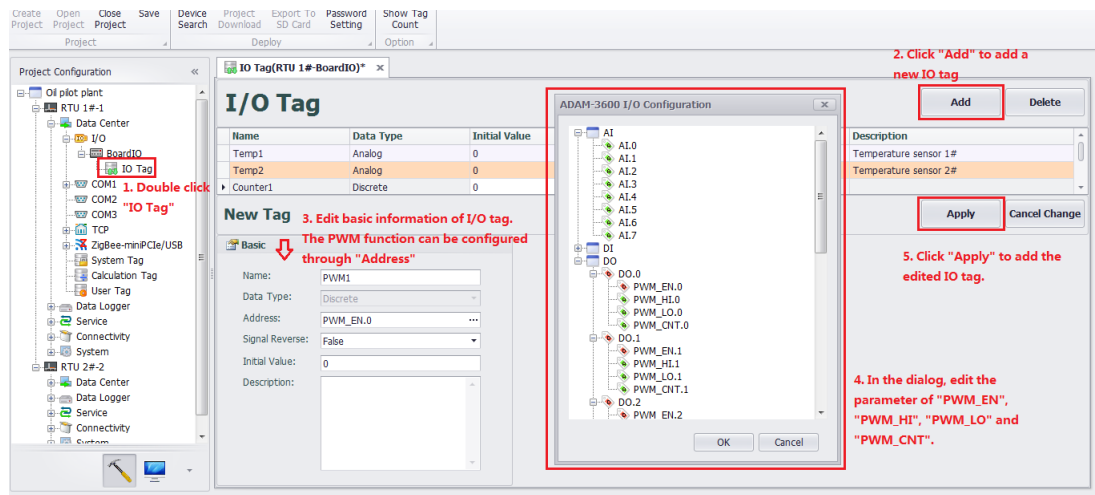 Create Open Close Save Device Project Export To Password Show Tag
Project Project Project Search Download SD Card Setting Count
Project Deploy Option
Project Configuration «
Oil pilot plant
RTU 1#-1
Data Center
I/O
BoardIO
IO Tag
COM1
COM2
COM3
TCP
ZigBee-miniPCIe/USB
System Tag
Calculation Tag
User Tag
Data Logger
Service
Connectivity
System
RTU 2#-2
Data Center
Data Logger
Service
Connectivity
System
1. Double click
"IO Tag"
IO Tag(RTU 1#-BoardIO)* ×
I/O Tag
2. Click "Add" to add a
new IO tag
Add Delete
Name Data Type Initial Value Description
Temp1 Analog 0 Temperature sensor 1#
Temp2 Analog 0 Temperature sensor 2#
Counter1 Discrete 0
New Tag
3. Edit basic information of I/O tag.
The PWM function can be configured
through "Address"
Apply Cancel Change
5. Click "Apply" to add the
edited IO tag.
Basic
Name: PWM1
Data Type: Discrete
Address: PWM_EN.0 ...
Signal Reverse: False
Initial Value: 0
Description:
ADAM-3600 I/O Configuration
AI
AI.0
AI.1
AI.2
AI.3
AI.4
AI.5
AI.6
AI.7
DI
DO
DO.0
PWM_EN.0
PWM_HI.0
PWM_LO.0
PWM_CNT.0
DO.1
PWM_EN.1
PWM_HI.1
PWM_LO.1
PWM_CNT.1
DO.2
PWM_EN.2
OK Cancel
4. In the dialog, edit the
parameter of "PWM_EN",
"PWM_HI", "PWM_LO" and
"PWM_CNT".